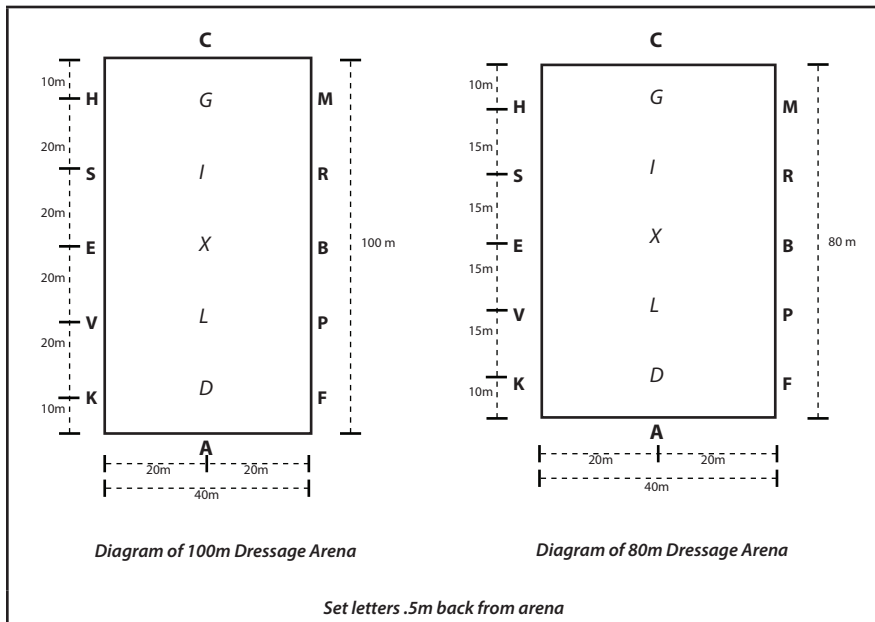 C
10m
H G M
20m
S I R
20m
E X B 100 m
20m
V L P
20m
K D F
10m
A
20m 20m
40m
Diagram of 100m Dressage Arena
C
10m
H G M
15m
S I R
15m
E X B 80 m
15m
V L P
15m
K D F
10m
A
20m 20m
40m
Diagram of 80m Dressage Arena
Set letters .5m back from arena